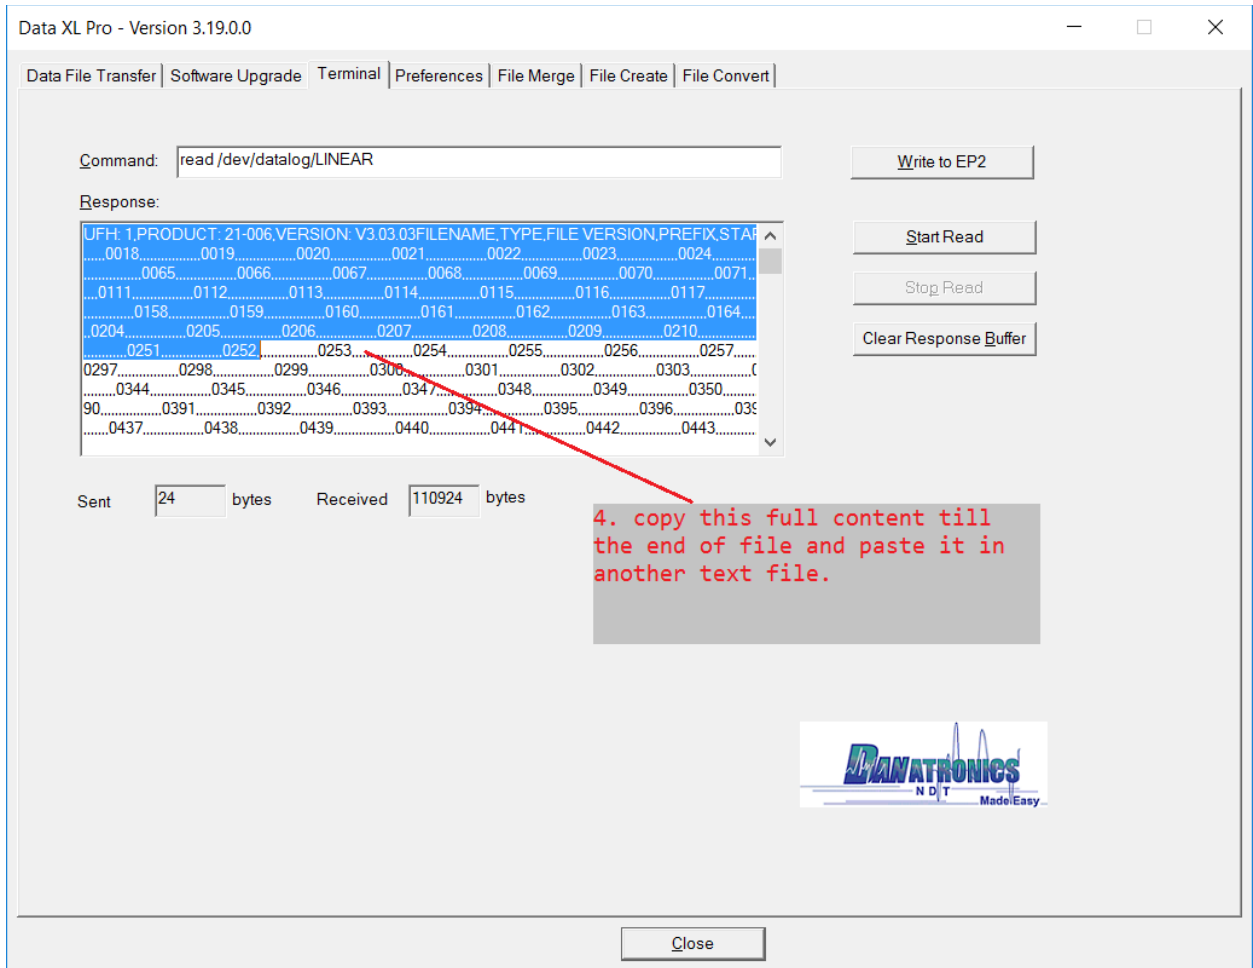 Data XL Pro - Version 3.19.0.0
Data File Transfer Software Upgrade Terminal Preferences File Merge File Create File Convert
Command: read /dev/datalog/LINEAR Write to EP2
Response:
UFH: 1,PRODUCT: 21-006,VERSION: V3.03.03FILENAME,TYPE,FILE VERSION,PREFIX,STAR
......0018,,,,,,,,,,,,,,,,0019,,,,,,,,,,,,,,,,0020,,,,,,,,,,,,,,,,0021,,,,,,,,,,,,,,,,0022,,,,,,,,,,,,,,,,0023,,,,,,,,,,,,,,,,0024,,,,,,,,
Start Read
,,,,,,,,,,,,,,,0065,,,,,,,,,,,,,,,,0066,,,,,,,,,,,,,,,,0067,,,,,,,,,,,,,,,,0068,,,,,,,,,,,,,,,,0069,,,,,,,,,,,,,,,,0070,,,,,,,,,,,,,,,,0071,,
,,,,0111,,,,,,,,,,,,,,,,0112,,,,,,,,,,,,,,,,0113,,,,,,,,,,,,,,,,0114,,,,,,,,,,,,,,,,0115,,,,,,,,,,,,,,,,0116,,,,,,,,,,,,,,,,0117,,,,,,,,,,,,,
Stop Read
,,,,,,,,,,,,,0158,,,,,,,,,,,,,,,,0159,,,,,,,,,,,,,,,,0160,,,,,,,,,,,,,,,,0161,,,,,,,,,,,,,,,,0162,,,,,,,,,,,,,,,,0163,,,,,,,,,,,,,,,,0164,,,,
,,0204,,,,,,,,,,,,,,,,0205,,,,,,,,,,,,,,,,0206,,,,,,,,,,,,,,,,0207,,,,,,,,,,,,,,,,0208,,,,,,,,,,,,,,,,0209,,,,,,,,,,,,,,,,0210,,,,,,,,,,,,,,,
Clear Response Buffer
,,,,,,,,,,,0251,,,,,,,,,,,,,,,,0252,,,,,,,,,,,,,,,,0253,,,,,,,,,,,,,,,,0254,,,,,,,,,,,,,,,,0255,,,,,,,,,,,,,,,,0256,,,,,,,,,,,,,,,,0257,,,,,,
0297,,,,,,,,,,,,,,,,0298,,,,,,,,,,,,,,,,0299,,,,,,,,,,,,,,,,0300,,,,,,,,,,,,,,,,0301,,,,,,,,,,,,,,,,0302,,,,,,,,,,,,,,,,0303,,,,,,,,,,,,,,,,
,,,,,,,,0344,,,,,,,,,,,,,,,,0345,,,,,,,,,,,,,,,,0346,,,,,,,,,,,,,,,,0347,,,,,,,,,,,,,,,,0348,,,,,,,,,,,,,,,,0349,,,,,,,,,,,,,,,,0350,,,,,,,,,
90,,,,,,,,,,,,,,,,0391,,,,,,,,,,,,,,,,0392,,,,,,,,,,,,,,,,0393,,,,,,,,,,,,,,,,0394,,,,,,,,,,,,,,,,0395,,,,,,,,,,,,,,,,0396,,,,,,,,,,,,,,,,039
,,,,,,,0437,,,,,,,,,,,,,,,,0438,,,,,,,,,,,,,,,,0439,,,,,,,,,,,,,,,,0440,,,,,,,,,,,,,,,,0441,,,,,,,,,,,,,,,,0442,,,,,,,,,,,,,,,,0443,,,,,,,,,
Sent 24 bytes Received 110924 bytes
4. copy this full content till
the end of file and paste it in
another text file.
DANATRONICS
NDT
Made Easy
Close